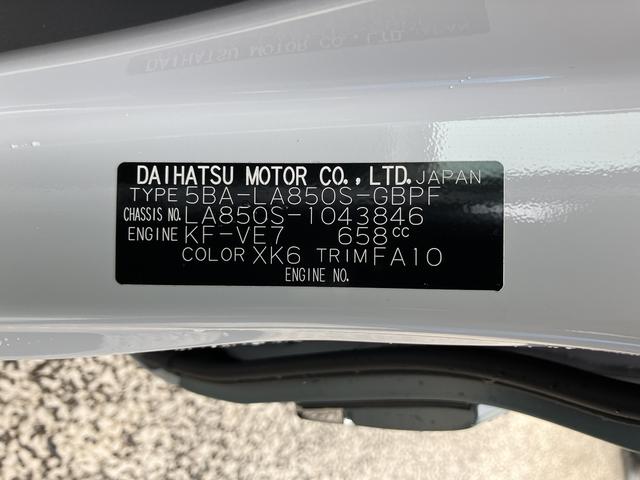 DAIHATSU MOTOR CO., LTD. JAPAN
TYPE 5BA-LA850S-GBPF
CHASSIS NO. LA850S-1043846
ENGINE KF-VE7 658CC
COLOR XK6 TRIM FA10
ENGINE NO.